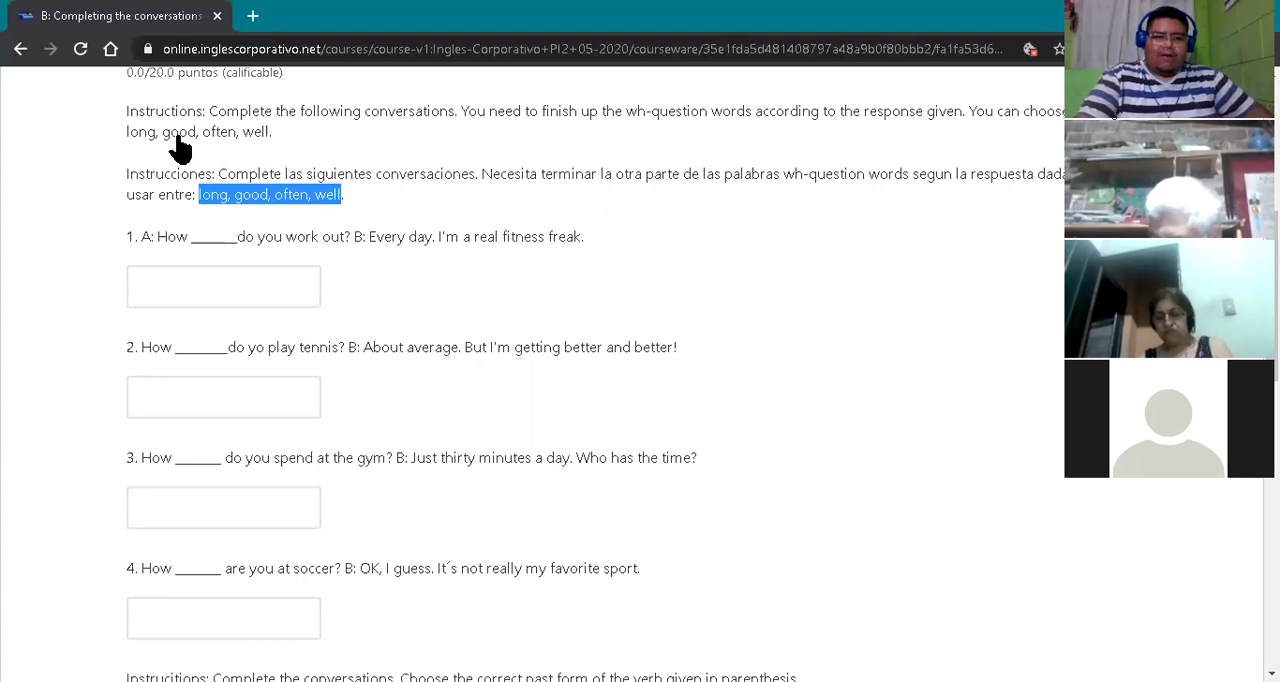 B: Completing the conversations
online.inglescorporativo.net/courses/course-v1:Ingles-Corporativo+PI2+05-2020/courseware/35e1fda5d481408797a48a9b0f80bbb2/fa1fa53d6...
0.0/20.0 puntos (calificable)
Instructions: Complete the following conversations. You need to finish up the wh-question words according to the response given. You can choose
long, good, often, well.
Instrucciones: Complete las siguientes conversaciones. Necesita terminar la otra parte de las palabras wh-question words segun la respuesta dada
usar entre: long, good, often, well.
1. A: How ______do you work out? B: Every day. I'm a real fitness freak.
2. How _______do yo play tennis? B: About average. But I'm getting better and better!
3. How ______ do you spend at the gym? B: Just thirty minutes a day. Who has the time?
4. How ______ are you at soccer? B: OK, I guess. It´s not really my favorite sport.
Instrucitiops: Complete the conversations. Choose the correct past form of the verb given in parenthesis.